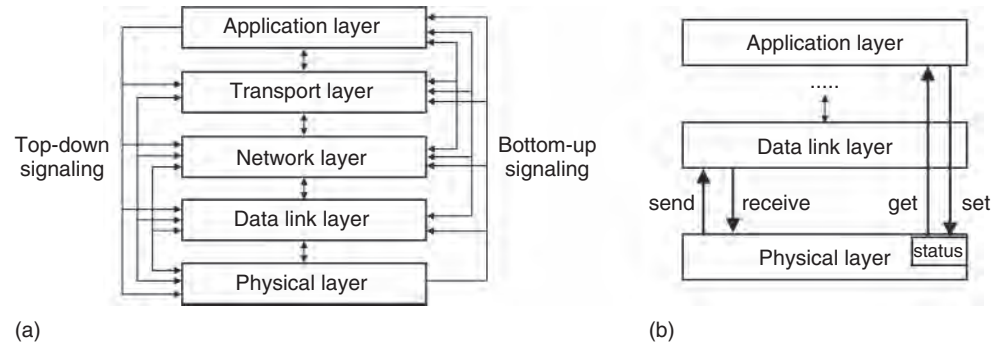 Application layer
Transport layer
Top-down
signaling
Network layer
Bottom-up
signaling
Data link layer
Physical layer
(a)
Application layer
.....
Data link layer
send
receive
get
set
Physical layer
status
(b)